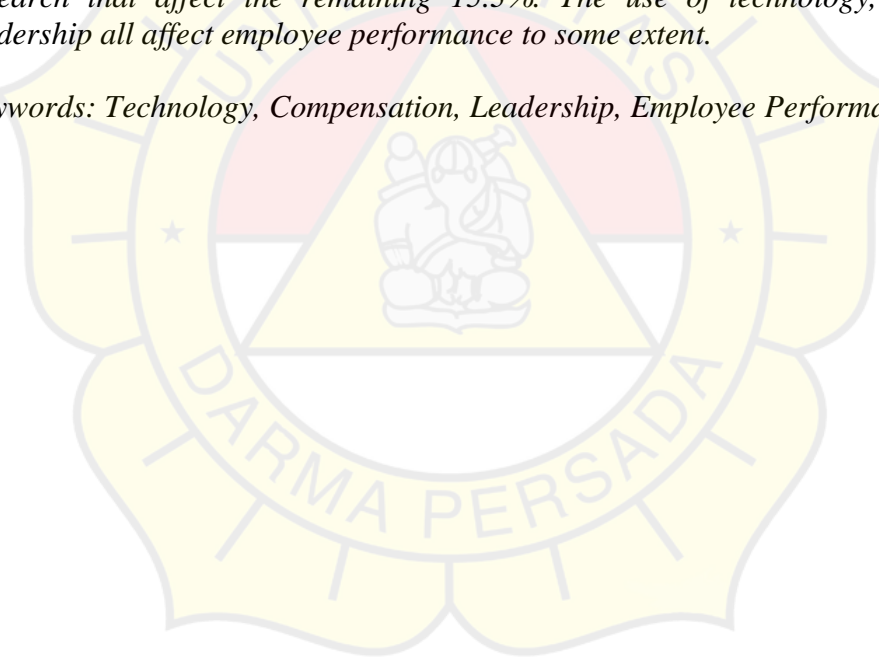 earch that affect the remaining 15.5%. The use of technology,
dership all affect employee performance to some extent.
ywords: Technology, Compensation, Leadership, Employee Performa
DARMA PERSADA